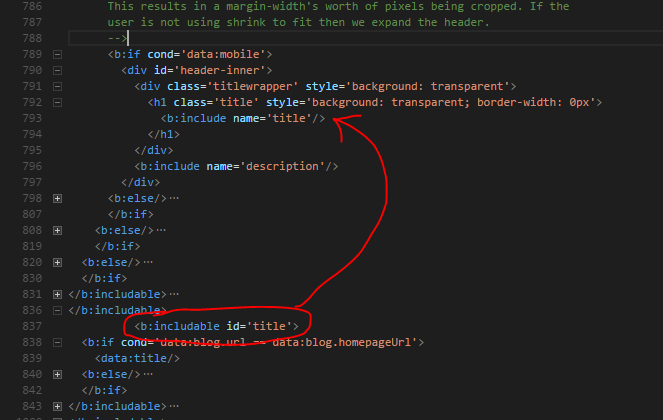 786 This results in a margin-width's worth of pixels being cropped. If the
787 user is not using shrink to fit then we expand the header.
788 -->
789 <b:if cond='data:mobile'>
790 <div id='header-inner'>
791 <div class='titlewrapper' style='background: transparent'>
792 <h1 class='title' style='background: transparent; border-width: 0px'>
793 <b:include name='title'/>
794 </h1>
795 </div>
796 <b:include name='description'/>
797 </div>
798 <b:else/>…
807 </b:if>
808 <b:else/>…
819 </b:if>
820 <b:else/>…
830 </b:if>
831 </b:includable>…
836 </b:includable>
837 <b:includable id='title'>
838 <b:if cond='data:blog.url == data:blog.homepageUrl'>
839 <data:title/>
840 <b:else/>…
842 </b:if>
843 </b:includable>…